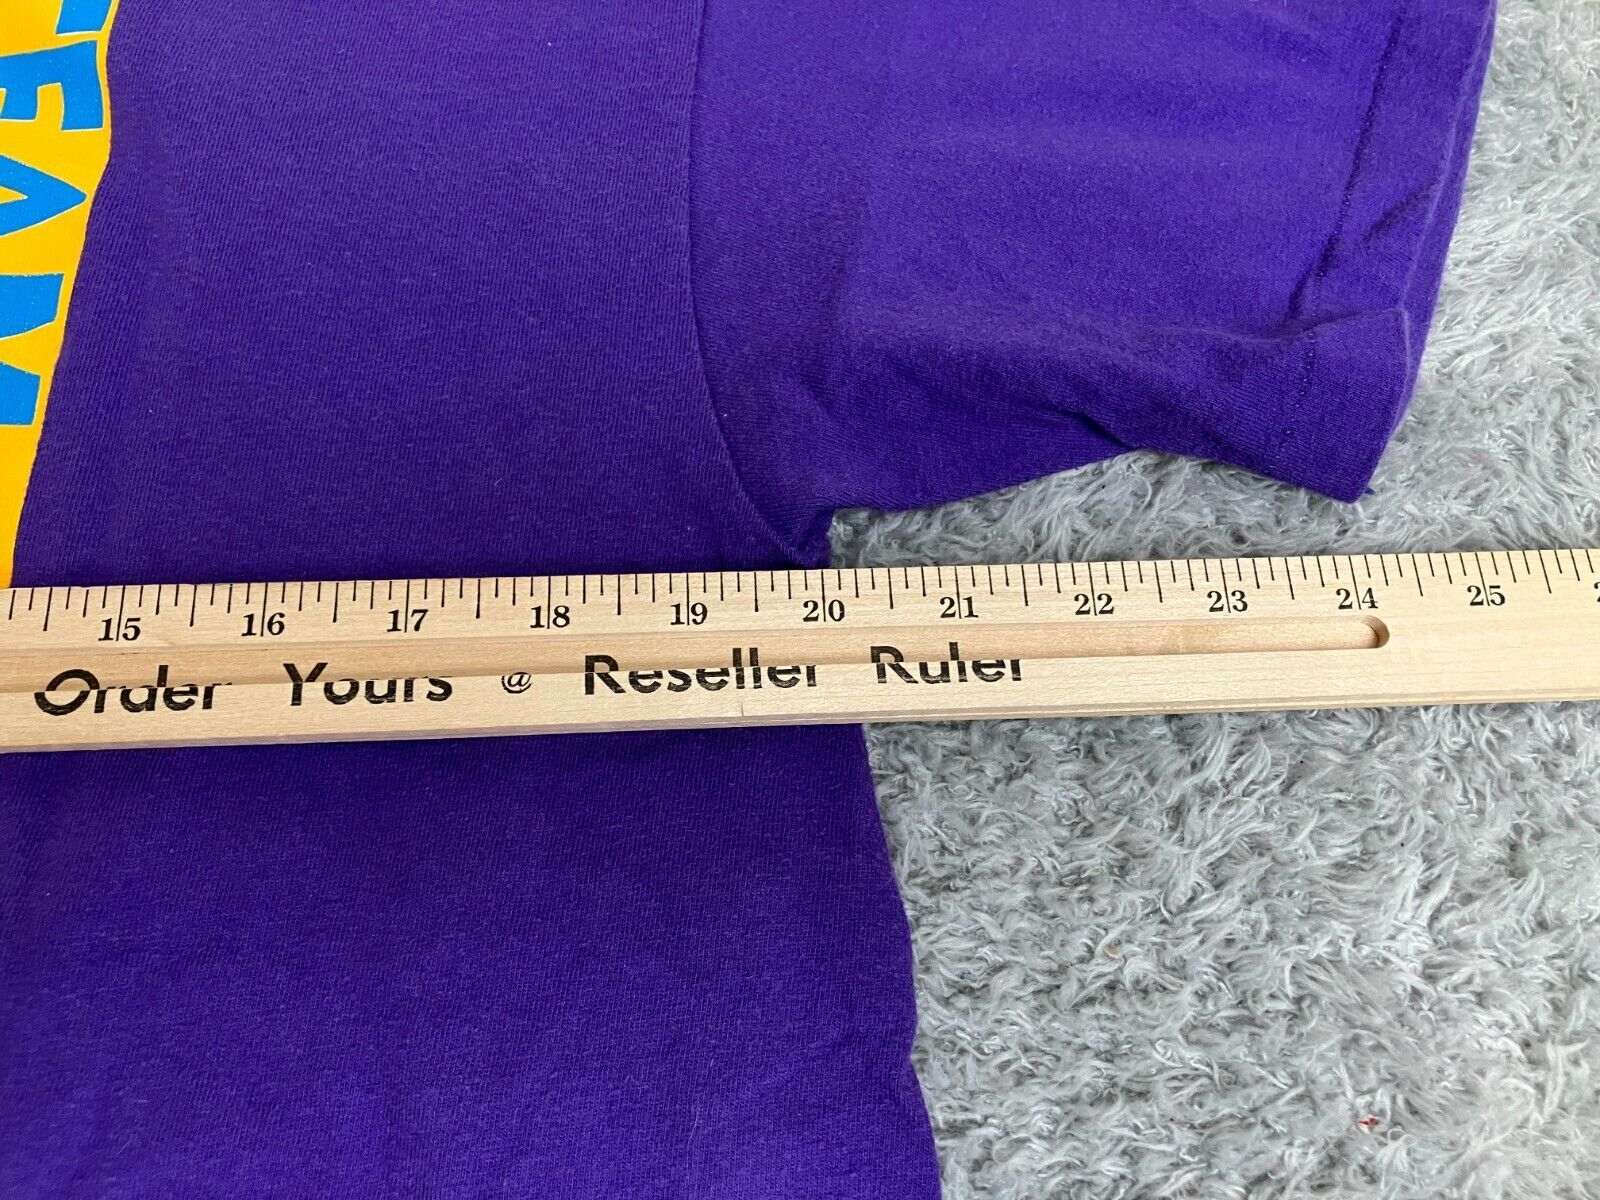 15 16 17 18 19 20 21 22 23 24 25
Order Yours @ Reseller Ruler